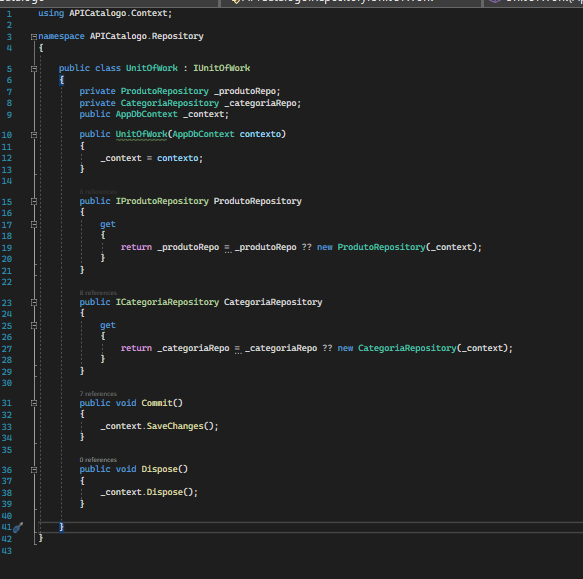 1 using APICatalogo.Context;
2
3 namespace APICatalogo.Repository
4 {
5 public class UnitOfWork : IUnitOfWork
6 {
7 private ProdutoRepository _produtoRepo;
8 private CategoriaRepository _categoriaRepo;
9 public AppDbContext _context;
10 public UnitOfWork(AppDbContext contexto)
11 {
12 _context = contexto;
13 }
14
references
15 public IProdutoRepository ProdutoRepository
16 {
17 get
18 {
19 return _produtoRepo = _produtoRepo ?? new ProdutoRepository(_context);
20 }
21 }
22
8 references
23 public ICategoriaRepository CategoriaRepository
24 {
25 get
26 {
27 return _categoriaRepo = _categoriaRepo ?? new CategoriaRepository(_context);
28 }
29 }
30
7 references
31 public void Commit()
32 {
33 _context.SaveChanges();
34 }
35
0 references
36 public void Dispose()
37 {
38 _context.Dispose();
39 }
40
41 }
42 }
43